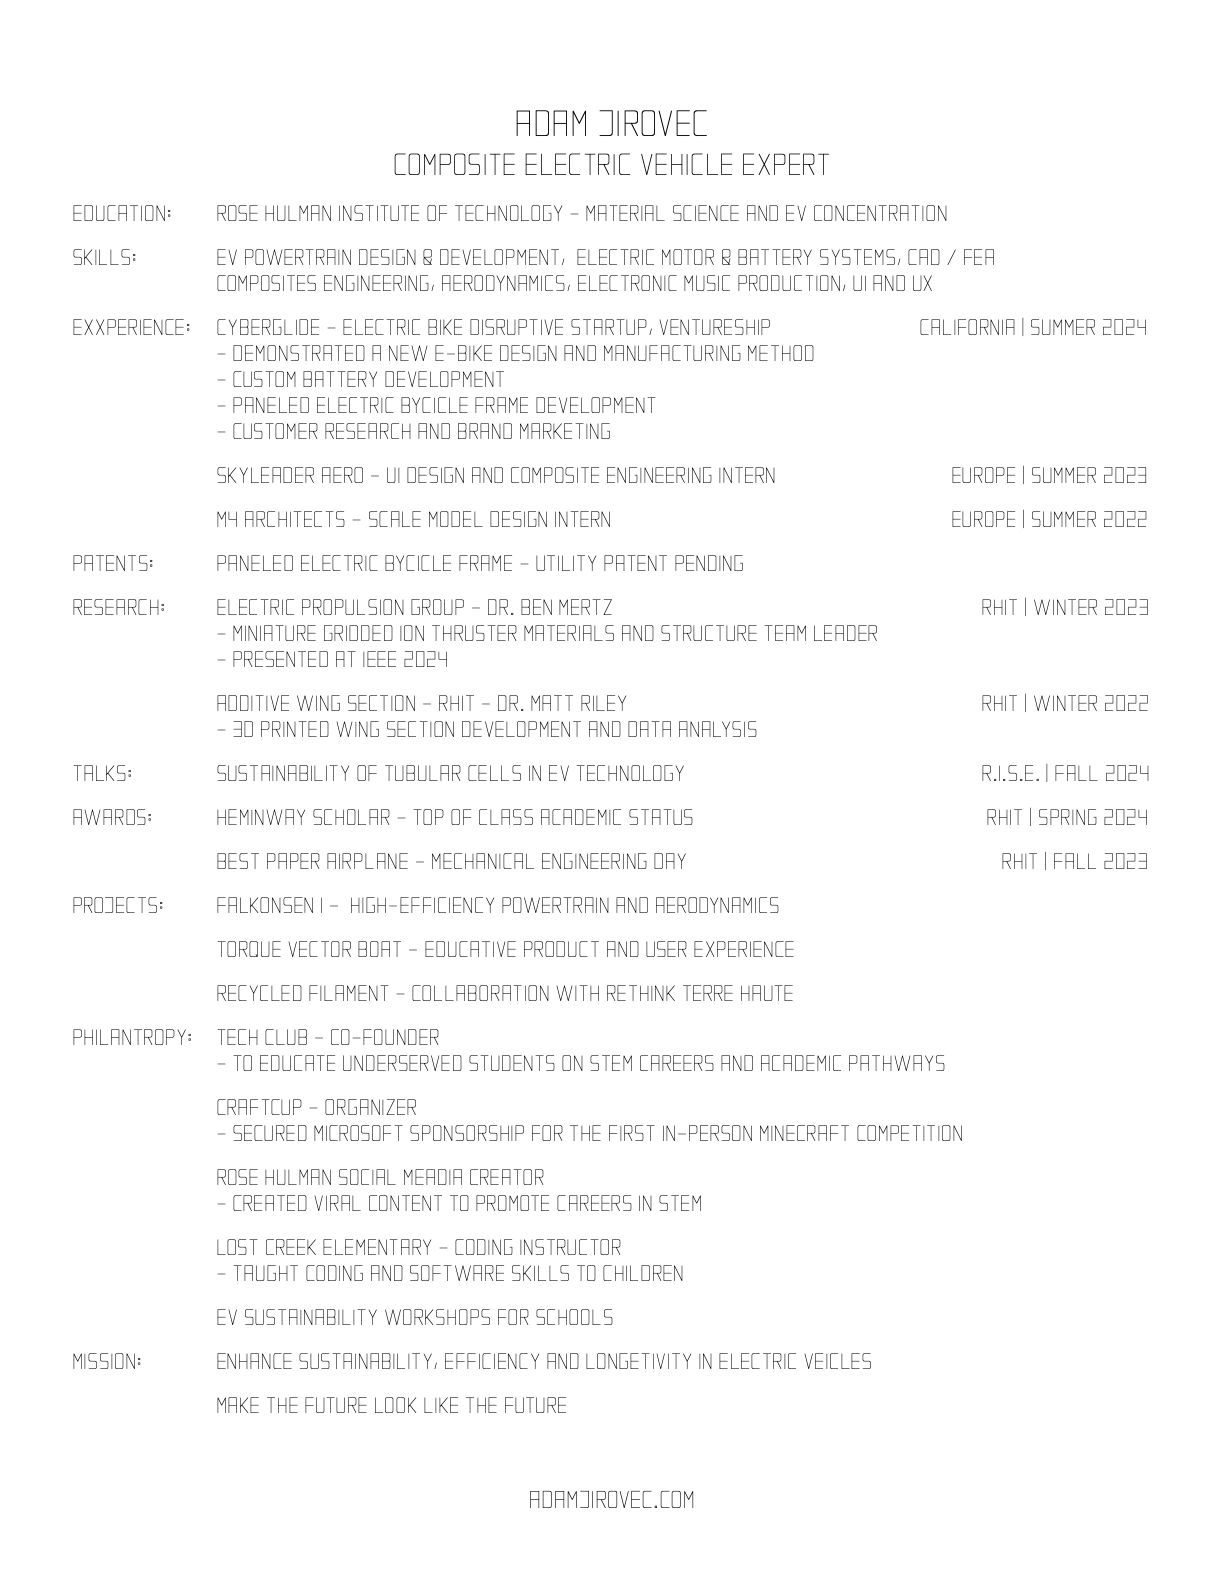 ADAM JIROVEC
COMPOSITE ELECTRIC VEHICLE EXPERT
EDUCATION: ROSE HULMAN INSTITUTE OF TECHNOLOGY - MATERIAL SCIENCE AND EV CONCENTRATION
SKILLS: EV POWERTRAIN DESIGN & DEVELOPMENT, ELECTRIC MOTOR & BATTERY SYSTEMS, CAD / FEA
COMPOSITES ENGINEERING, AERODYNAMICS, ELECTRONIC MUSIC PRODUCTION, UI AND UX
EXXPERIENCE: CYBERGLIDE - ELECTRIC BIKE DISRUPTIVE STARTUP, VENTURESHIP CALIFORNIA | SUMMER 2024
- DEMONSTRATED A NEW E-BIKE DESIGN AND MANUFACTURING METHOD
- CUSTOM BATTERY DEVELOPMENT
- PANELED ELECTRIC BYCICLE FRAME DEVELOPMENT
- CUSTOMER RESEARCH AND BRAND MARKETING
SKYLEADER AERO - UI DESIGN AND COMPOSITE ENGINEERING INTERN EUROPE | SUMMER 2023
M4 ARCHITECTS - SCALE MODEL DESIGN INTERN EUROPE | SUMMER 2022
PATENTS: PANELED ELECTRIC BYCICLE FRAME - UTILITY PATENT PENDING
RESEARCH: ELECTRIC PROPULSION GROUP - DR. BEN MERTZ RHIT | WINTER 2023
- MINIATURE GRIDDED ION THRUSTER MATERIALS AND STRUCTURE TEAM LEADER
- PRESENTED AT IEEE 2024
ADDITIVE WING SECTION - RHIT - DR. MATT RILEY RHIT | WINTER 2022
- 3D PRINTED WING SECTION DEVELOPMENT AND DATA ANALYSIS
TALKS: SUSTAINABILITY OF TUBULAR CELLS IN EV TECHNOLOGY R.I.S.E. | FALL 2024
AWARDS: HEMINWAY SCHOLAR - TOP OF CLASS ACADEMIC STATUS RHIT | SPRING 2024
BEST PAPER AIRPLANE - MECHANICAL ENGINEERING DAY RHIT | FALL 2023
PROJECTS: FALKONSEN I - HIGH-EFFICIENCY POWERTRAIN AND AERODYNAMICS
TORQUE VECTOR BOAT - EDUCATIVE PRODUCT AND USER EXPERIENCE
RECYCLED FILAMENT - COLLABORATION WITH RETHINK TERRE HAUTE
PHILANTROPY: TECH CLUB - CO-FOUNDER
- TO EDUCATE UNDERSERVED STUDENTS ON STEM CAREERS AND ACADEMIC PATHWAYS
CRAFTCUP - ORGANIZER
- SECURED MICROSOFT SPONSORSHIP FOR THE FIRST IN-PERSON MINECRAFT COMPETITION
ROSE HULMAN SOCIAL MEADIA CREATOR
- CREATED VIRAL CONTENT TO PROMOTE CAREERS IN STEM
LOST CREEK ELEMENTARY - CODING INSTRUCTOR
- TAUGHT CODING AND SOFTWARE SKILLS TO CHILDREN
EV SUSTAINABILITY WORKSHOPS FOR SCHOOLS
MISSION: ENHANCE SUSTAINABILITY, EFFICIENCY AND LONGETIVITY IN ELECTRIC VEICLES
MAKE THE FUTURE LOOK LIKE THE FUTURE
ADAMJIROVEC.COM